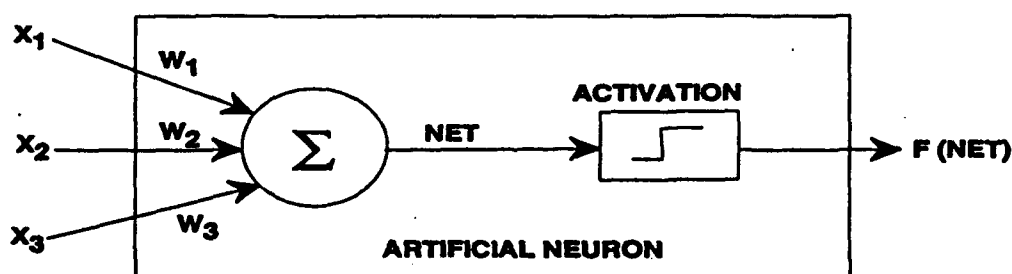 X₁
W₁
ACTIVATION
X₂
W₂
Σ
NET
F (NET)
X₃
W₃
ARTIFICIAL NEURON